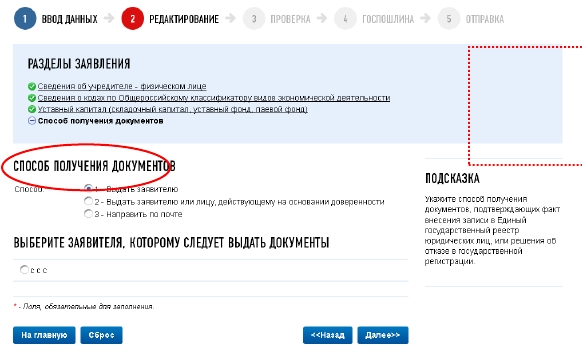 1 ВВОД ДАННЫХ 2 РЕДАКТИРОВАНИЕ 3 ПРОВЕРКА 4 ГОСПОШЛИНА 5 ОТПРАВКА
РАЗДЕЛЫ ЗАЯВЛЕНИЯ
Сведения об учредителе - физическом лице
Сведения о кодах по Общероссийскому классификатору видов экономической деятельности
Уставный капитал (складочный капитал, уставный фонд, паевой фонд)
Способ получения документов
СПОСОБ ПОЛУЧЕНИЯ ДОКУМЕНТОВ
Способ: 1 - Выдать заявителю
2 - Выдать заявителю или лицу, действующему на основании доверенности
3 - Направить по почте
ВЫБЕРИТЕ ЗАЯВИТЕЛЯ, КОТОРОМУ СЛЕДУЕТ ВЫДАТЬ ДОКУМЕНТЫ
с с с
* - Поля, обязательные для заполнения.
На главную Сброс <<Назад Далее>>
ПОДСКАЗКА
Укажите способ получения
документов, подтверждающих факт
внесения записи в Единый
государственный реестр
юридических лиц, или решения об
отказе в государственной
регистрации.